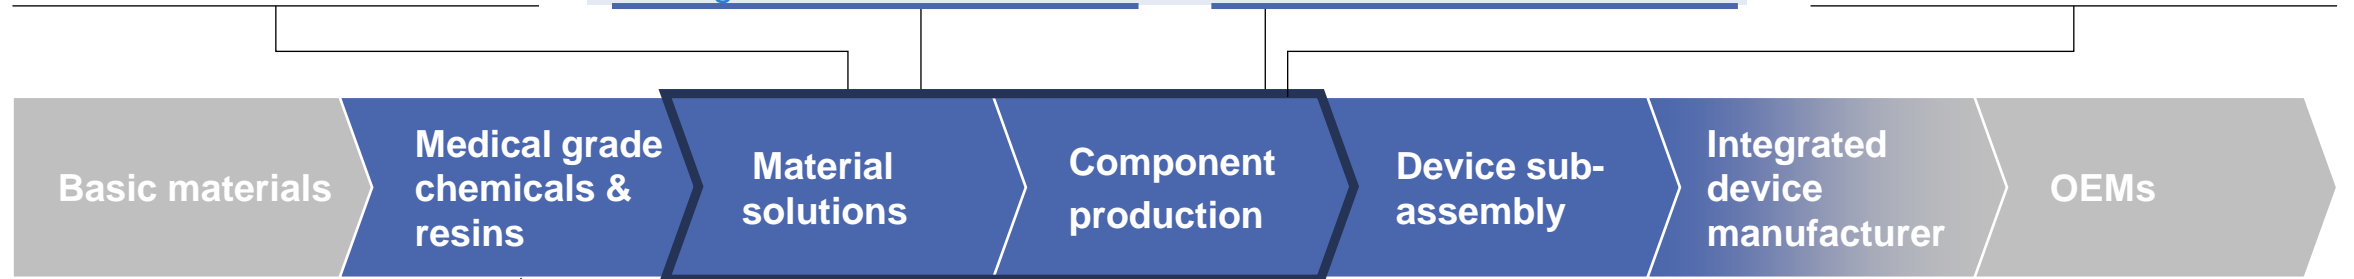 Basic materials
Medical grade
chemicals &
resins
Material
solutions
Component
production
Device sub-
assembly
Integrated
device
manufacturer
OEMs